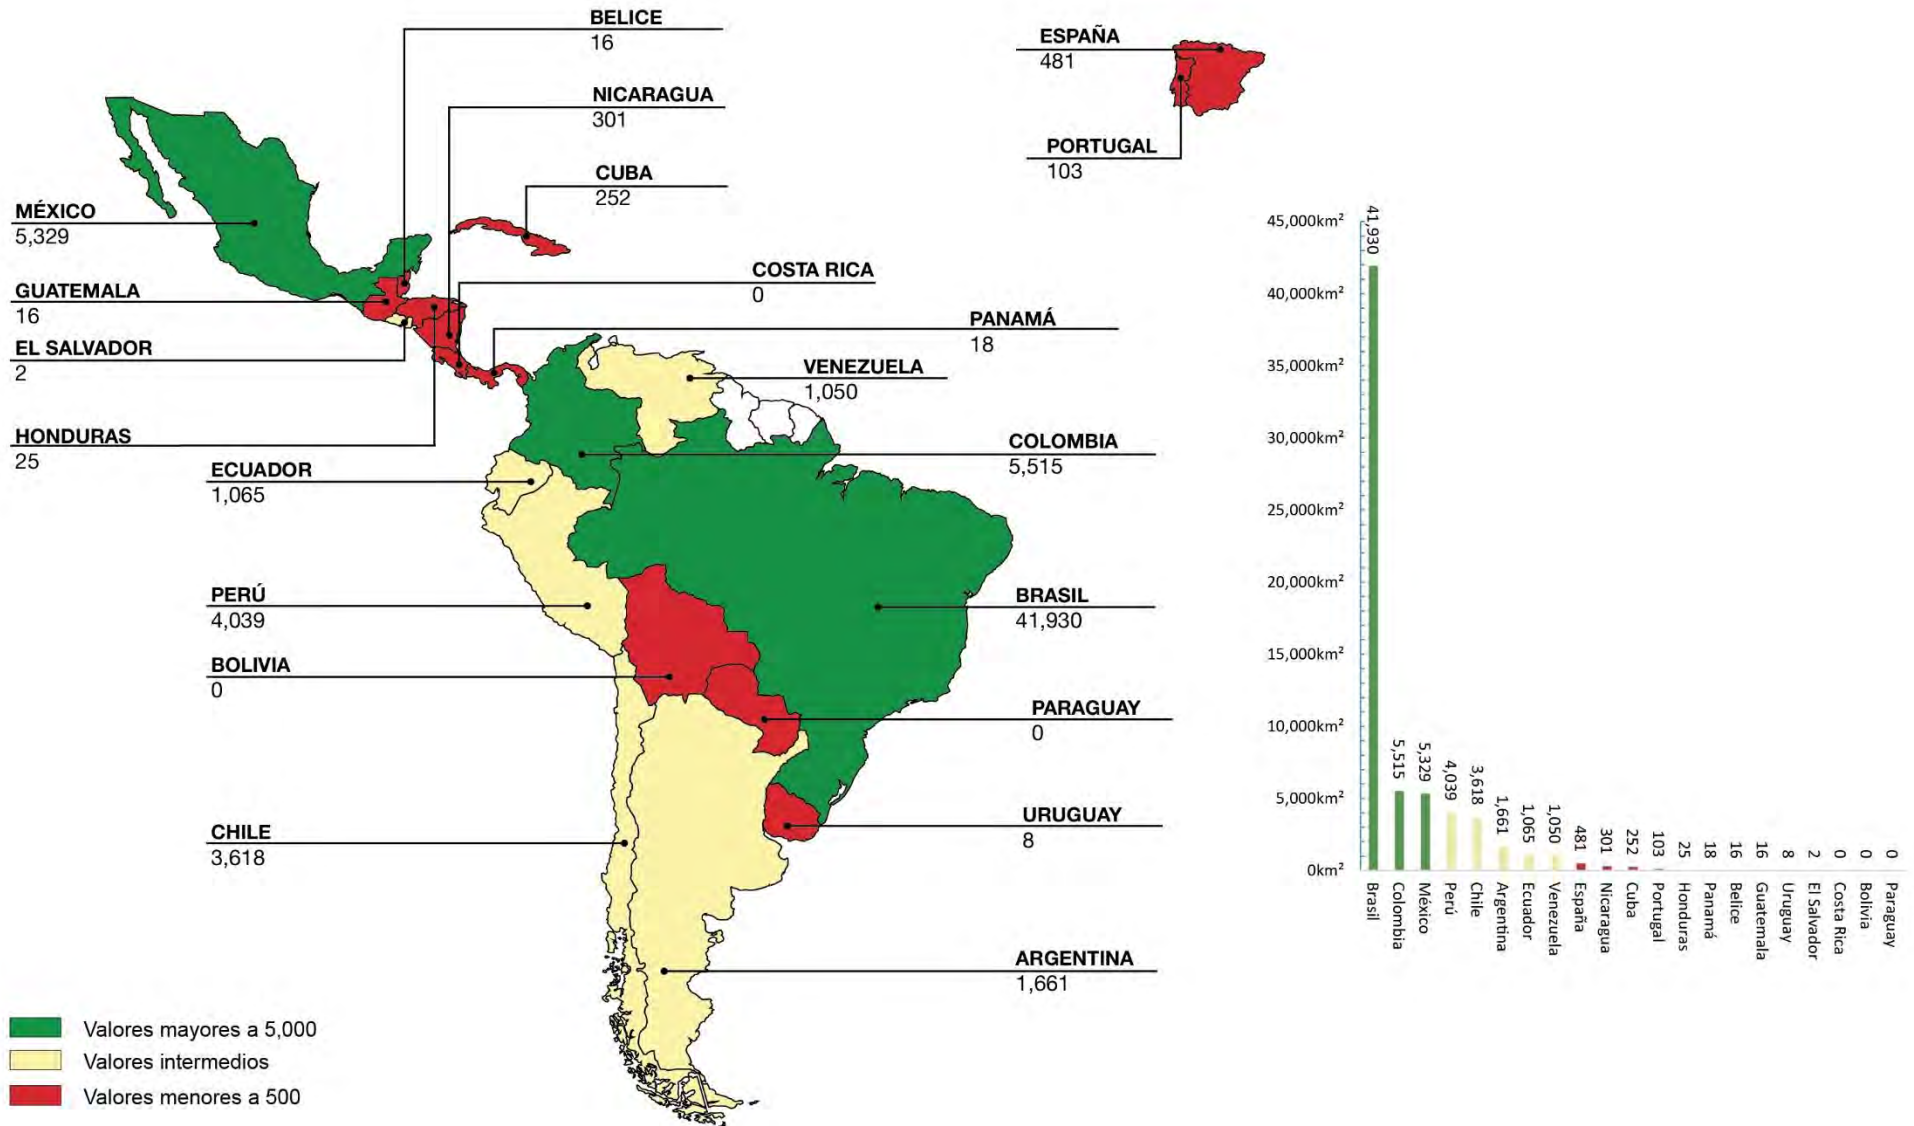 BELICE
16
NICARAGUA
301
CUBA
252
MÉXICO
5,329
GUATEMALA
16
EL SALVADOR
2
HONDURAS
25
COSTA RICA
0
PANAMÁ
18
VENEZUELA
1,050
COLOMBIA
5,515
ECUADOR
1,065
PERÚ
4,039
BOLIVIA
0
BRASIL
41,930
PARAGUAY
0
URUGUAY
8
CHILE
3,618
ARGENTINA
1,661
ESPAÑA
481
PORTUGAL
103
Valores mayores a 5,000
Valores intermedios
Valores menores a 500
45,000km²
40,000km²
35,000km²
30,000km²
25,000km²
20,000km²
15,000km²
10,000km²
5,000km²
0km²
41,930
5,515
5,329
4,039
3,618
1,661
1,065
1,050
481
301
252
103
25
18
16
16
8
2
0
0
0
Brasil
Colombia
México
Perú
Chile
Argentina
Ecuador
Venezuela
España
Nicaragua
Cuba
Portugal
Honduras
Panamá
Belice
Guatemala
Uruguay
El Salvador
Costa Rica
Bolivia
Paraguay